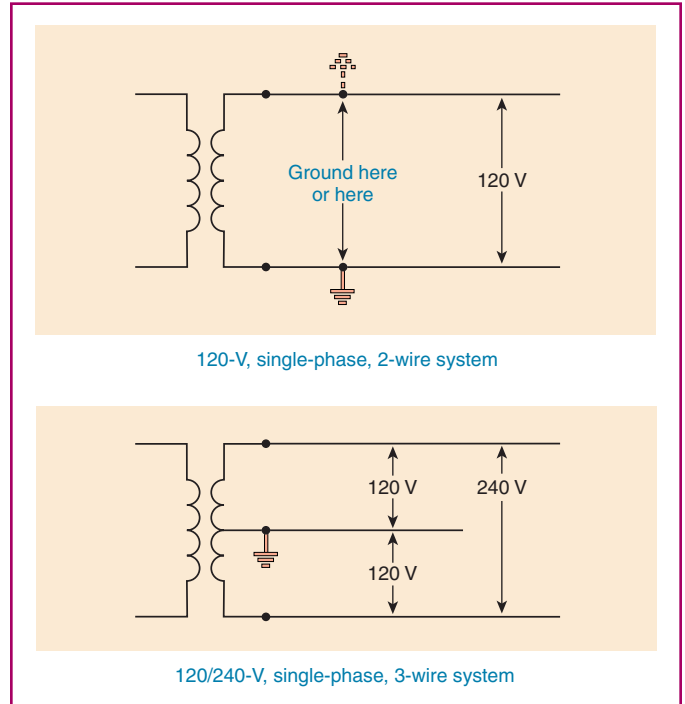 Ground here
or here
120 V
120-V, single-phase, 2-wire system
120 V
240 V
120 V
120/240-V, single-phase, 3-wire system